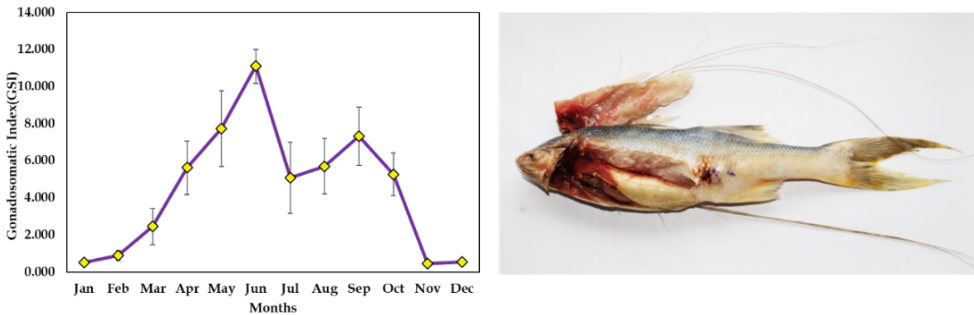 14.000
12.000
10.000
8.000
6.000
4.000
2.000
0.000
Gonadosomatic Index(GSI)
Jan Feb Mar Apr May Jun Jul Aug Sep Oct Nov Dec
Months